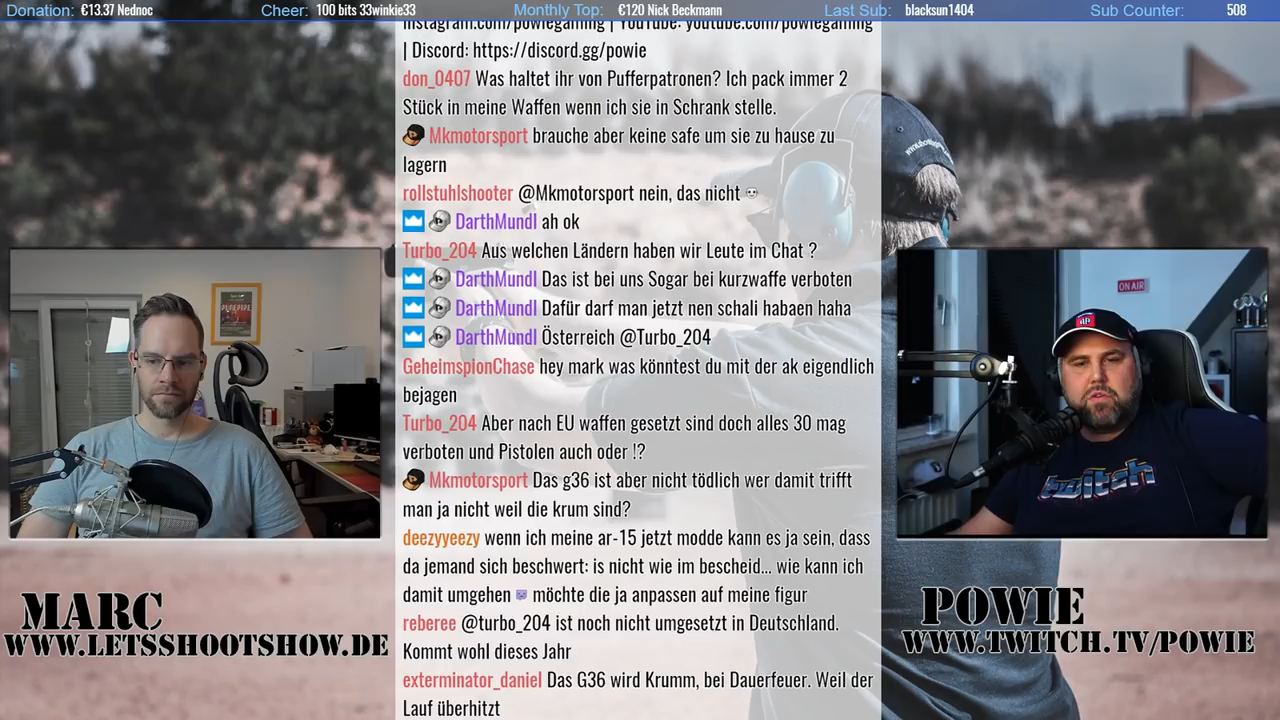 Donation: €13.37 Nednoc Cheer: 100 bits 33winkie33 Monthly Top: €120 Nick Beckmann Last Sub: blacksun1404 Sub Counter: 508
instagram.com/powiegaming | YouTube: youtube.com/powiegaming
| Discord: https://discord.gg/powie
don_0407 Was haltet ihr von Pufferpatronen? Ich pack immer 2
Stück in meine Waffen wenn ich sie in Schrank stelle.
Mkmotorsport brauche aber keine safe um sie zu hause zu
lagern
rollstuhlshooter @Mkmotorsport nein, das nicht
DarthMundl ah ok
Turbo_204 Aus welchen Ländern haben wir Leute im Chat ?
DarthMundl Das ist bei uns Sogar bei kurzwaffe verboten
DarthMundl Dafür darf man jetzt nen schali habaen haha
DarthMundl Österreich @Turbo_204
GeheimspionChase hey mark was könntest du mit der ak eigendlich
bejagen
Turbo_204 Aber nach EU waffen gesetzt sind doch alles 30 mag
verboten und Pistolen auch oder !?
Mkmotorsport Das g36 ist aber nicht tödlich wer damit trifft
man ja nicht weil die krum sind?
deezyyeezy wenn ich meine ar-15 jetzt modde kann es ja sein, dass
da jemand sich beschwert: is nicht wie im bescheid... wie kann ich
damit umgehen möchte die ja anpassen auf meine figur
reberee @turbo_204 ist noch nicht umgesetzt in Deutschland.
Kommt wohl dieses Jahr
exterminator_daniel Das G36 wird Krumm, bei Dauerfeuer. Weil der
Lauf überhitzt
ON AIR
twitch
MARC
WWW.LETSSHOOTSHOW.DE
POWIE
WWW.TWITCH.TV/POWIE